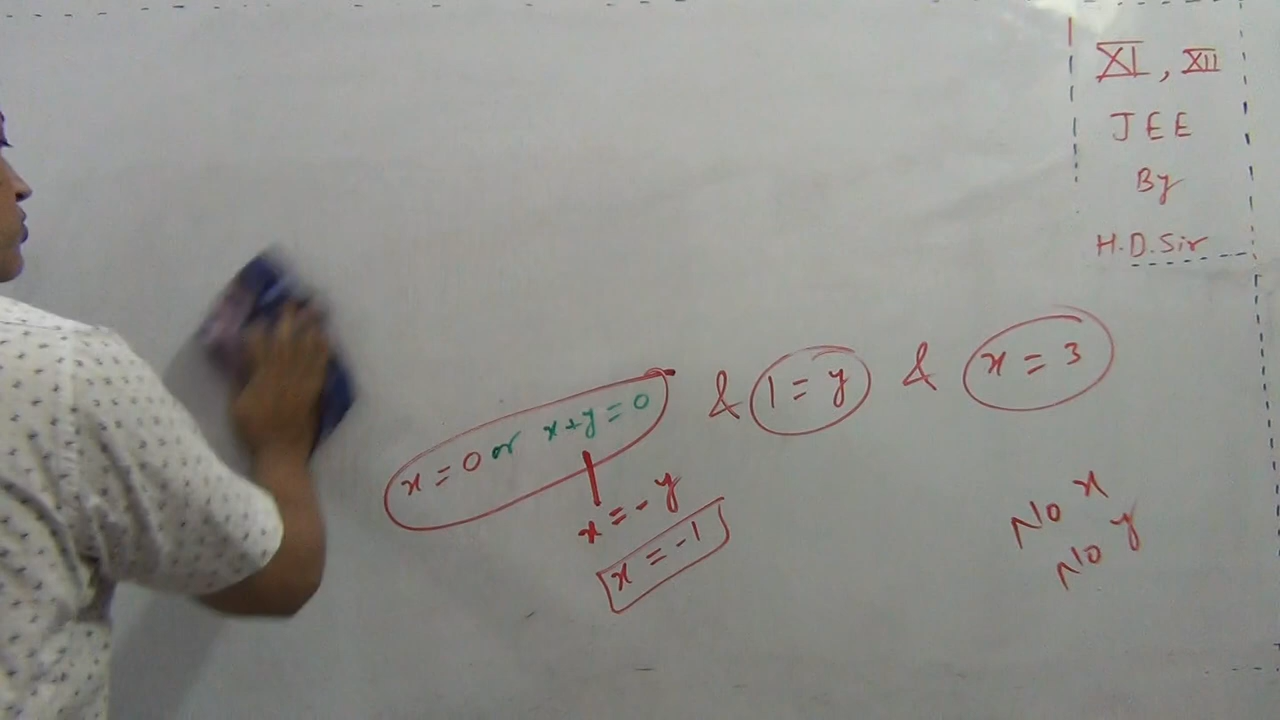 XI, XII
JEE
By
H.D.Sir
x = 0 or x+y=0 & 1 = y & x = 3
x = -y
x = -1
No x
No y